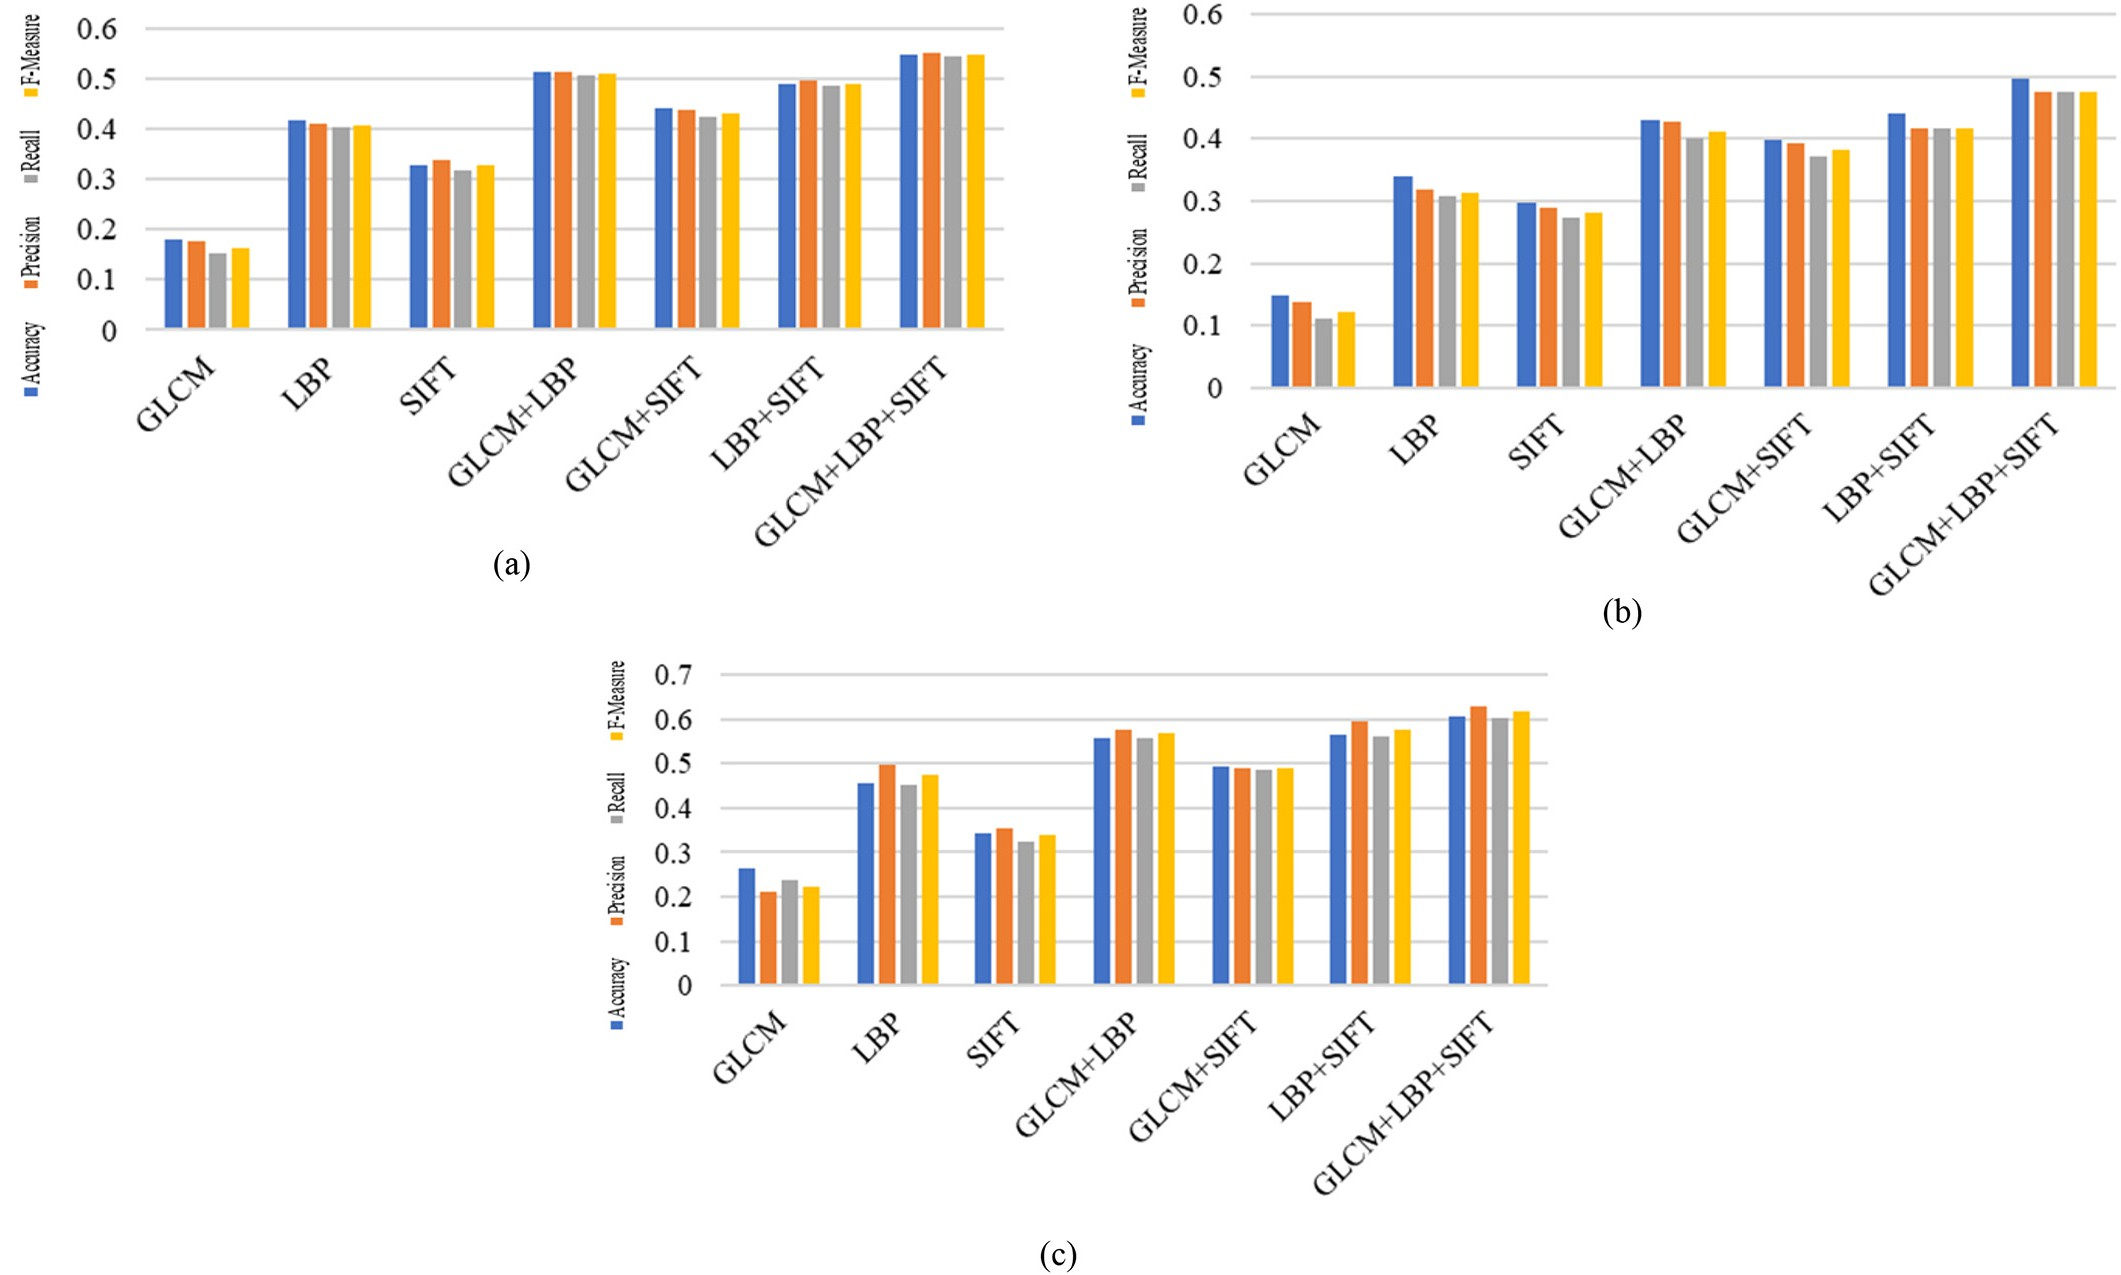 F-Measure
Recall
Precision
Accuracy
0.6
0.5
0.4
0.3
0.2
0.1
0
GLCM
LBP
SIFT
GLCM+LBP
GLCM+SIFT
LBP+SIFT
GLCM+LBP+SIFT
(a)
F-Measure
Recall
Precision
Accuracy
0.6
0.5
0.4
0.3
0.2
0.1
0
GLCM
LBP
SIFT
GLCM+LBP
GLCM+SIFT
LBP+SIFT
GLCM+LBP+SIFT
(b)
F-Measure
Recall
Precision
Accuracy
0.7
0.6
0.5
0.4
0.3
0.2
0.1
0
GLCM
LBP
SIFT
GLCM+LBP
GLCM+SIFT
LBP+SIFT
GLCM+LBP+SIFT
(c)